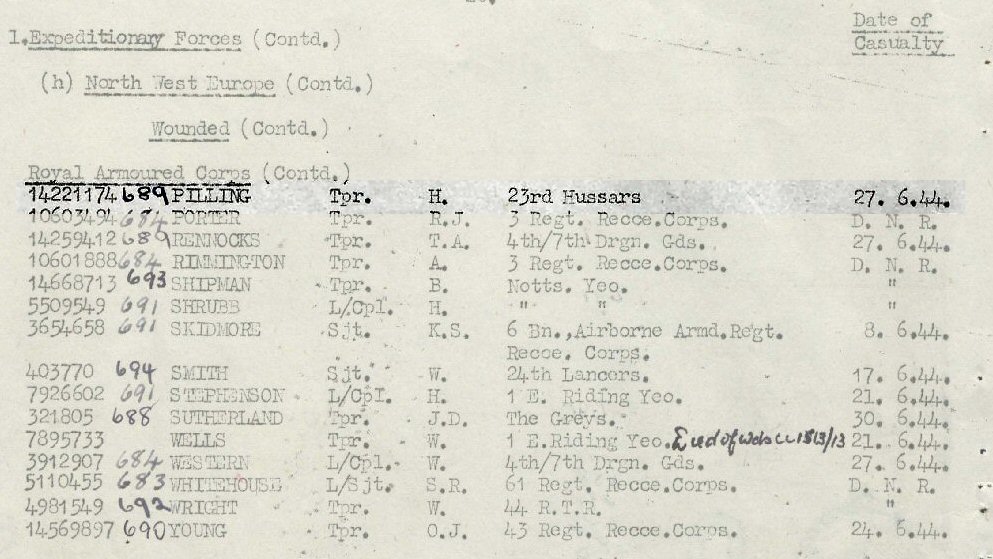 Date of
1.Expeditionary Forces (Contd.) Casualty
(h) North West Europe (Contd.)
Wounded (Contd.)
Royal Armoured Corps (Contd.)
14221174 689 PILLING Tpr. H. 23rd Hussars 27. 6.44.
10603494 684 PORTER Tpr. R.J. 3 Regt. Recce.Corps. D. N. R.
14259412 689 RENNOCKS Tpr. T.A. 4th/7th Drgn. Gds. 27. 6.44.
10601888 684 RIMMINGTON Tpr. A. 3 Regt. Recce.Corps. D. N. R.
14668713 693 SHIPMAN Tpr. B. Notts. Yeo. "
5509549 691 SHRUBB L/Cpl. H. " " "
3654658 691 SKIDMORE Sjt. K.S. 6 Bn.,Airborne Armd.Regt. 8. 6.44.
Recce. Corps.
403770 694 SMITH Sjt. W. 24th Lancers. 17. 6.44.
7926602 691 STEPHENSON L/Cpl. H. 1 E. Riding Yeo. 21. 6.44.
321805 688 SUTHERLAND Tpr. J.D. The Greys. 30. 6.44.
7895733 WELLS Tpr. W. 1 E.Riding Yeo. 21. 6.44.
3912907 684 WESTERN L/Cpl. W. 4th/7th Drgn. Gds. 27. 6.44.
5110455 683 WHITEHOUSE L/Sjt. S.R. 61 Regt. Recce.Corps. D. N. R.
4981549 692 WRIGHT Tpr. W. 44 R.T.R. "
14569897 690 YOUNG Tpr. O.J. 43 Regt. Recce.Corps. 24. 6.44.